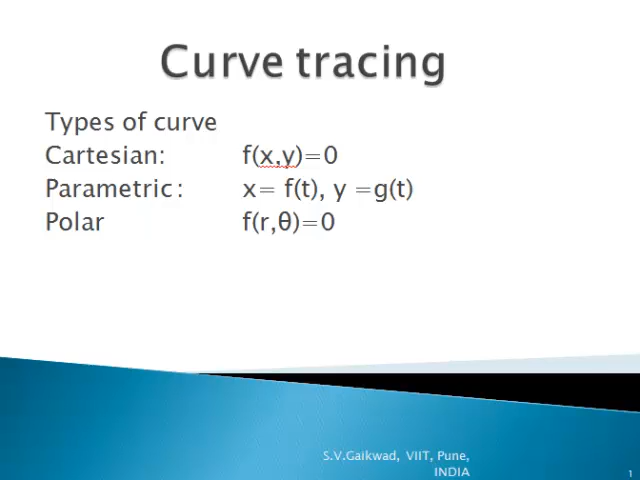 Curve tracing
Types of curve
Cartesian: f(x,y)=0
Parametric : x= f(t), y =g(t)
Polar f(r,θ)=0
S.V.Gaikwad, VIIT, Pune,
INDIA
1